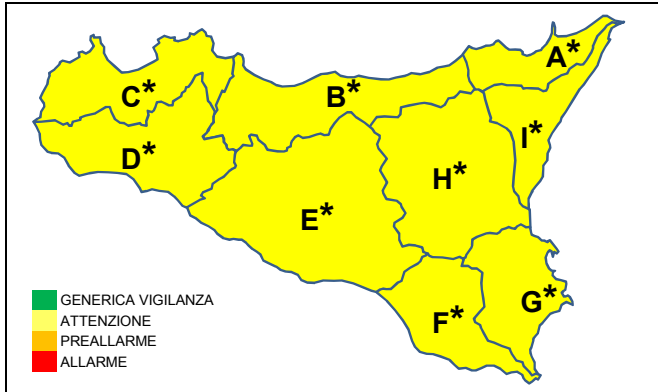 A*
C*
B*
I*
D*
H*
E*
G*
F*
GENERICA VIGILANZA
ATTENZIONE
PREALLARME
ALLARME